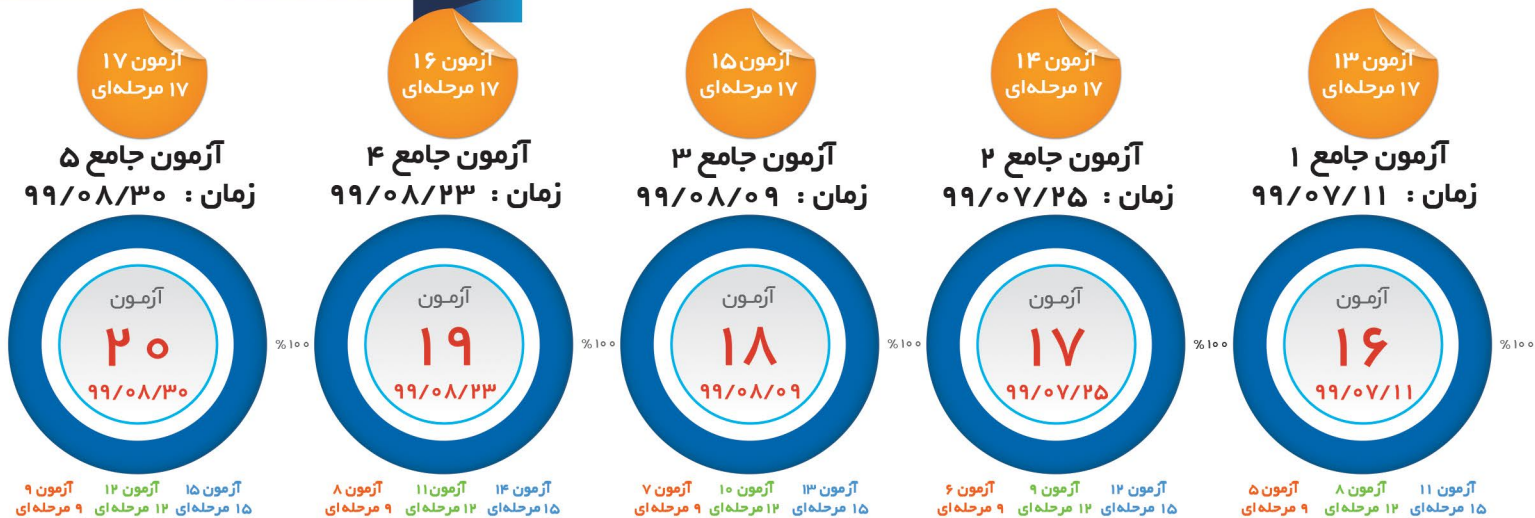 آزمون ۱۳
۱۷ مرحله‌ای
آزمون جامع ۱
زمان : ۹۹/۰۷/۱۱
آزمون
۱۶
۹۹/۰۷/۱۱
%۱۰۰
آزمون ۱۱
۱۵ مرحله‌ای
آزمون ۸
۱۲ مرحله‌ای
آزمون ۵
۹ مرحله‌ای
آزمون ۱۴
۱۷ مرحله‌ای
آزمون جامع ۲
زمان : ۹۹/۰۷/۲۵
آزمون
۱۷
۹۹/۰۷/۲۵
%۱۰۰
آزمون ۱۲
۱۵ مرحله‌ای
آزمون ۹
۱۲ مرحله‌ای
آزمون ۶
۹ مرحله‌ای
آزمون ۱۵
۱۷ مرحله‌ای
آزمون جامع ۳
زمان : ۹۹/۰۸/۰۹
آزمون
۱۸
۹۹/۰۸/۰۹
%۱۰۰
آزمون ۱۳
۱۵ مرحله‌ای
آزمون ۱۰
۱۲ مرحله‌ای
آزمون ۷
۹ مرحله‌ای
آزمون ۱۶
۱۷ مرحله‌ای
آزمون جامع ۴
زمان : ۹۹/۰۸/۲۳
آزمون
۱۹
۹۹/۰۸/۲۳
%۱۰۰
آزمون ۱۴
۱۵ مرحله‌ای
آزمون ۱۱
۱۲ مرحله‌ای
آزمون ۸
۹ مرحله‌ای
آزمون ۱۷
۱۷ مرحله‌ای
آزمون جامع ۵
زمان : ۹۹/۰۸/۳۰
آزمون
۲۰
۹۹/۰۸/۳۰
%۱۰۰
آزمون ۱۵
۱۵ مرحله‌ای
آزمون ۱۲
۱۲ مرحله‌ای
آزمون ۹
۹ مرحله‌ای